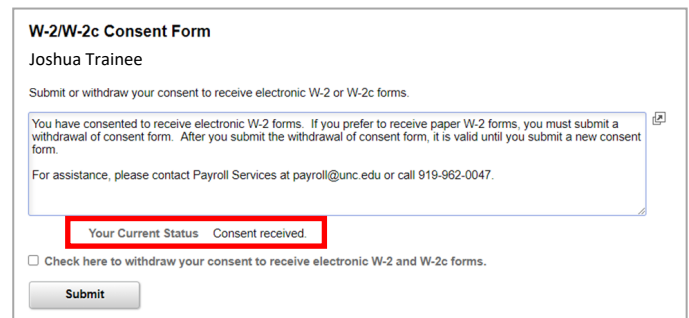 W-2/W-2c Consent Form
Joshua Trainee
Submit or withdraw your consent to receive electronic W-2 or W-2c forms.
You have consented to receive electronic W-2 forms.  If you prefer to receive paper W-2 forms, you must submit a
withdrawal of consent form.  After you submit the withdrawal of consent form, it is valid until you submit a new consent
form.
For assistance, please contact Payroll Services at payroll@unc.edu or call 919-962-0047.
Your Current Status Consent received.
Check here to withdraw your consent to receive electronic W-2 and W-2c forms.
Submit